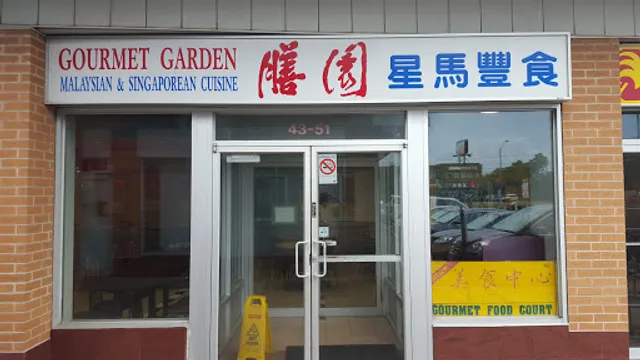 GOURMET GARDEN
MALAYSIAN & SINGAPOREAN CUISINE
膳園
星馬豐食
43-51
美食中心
GOURMET FOOD COURT